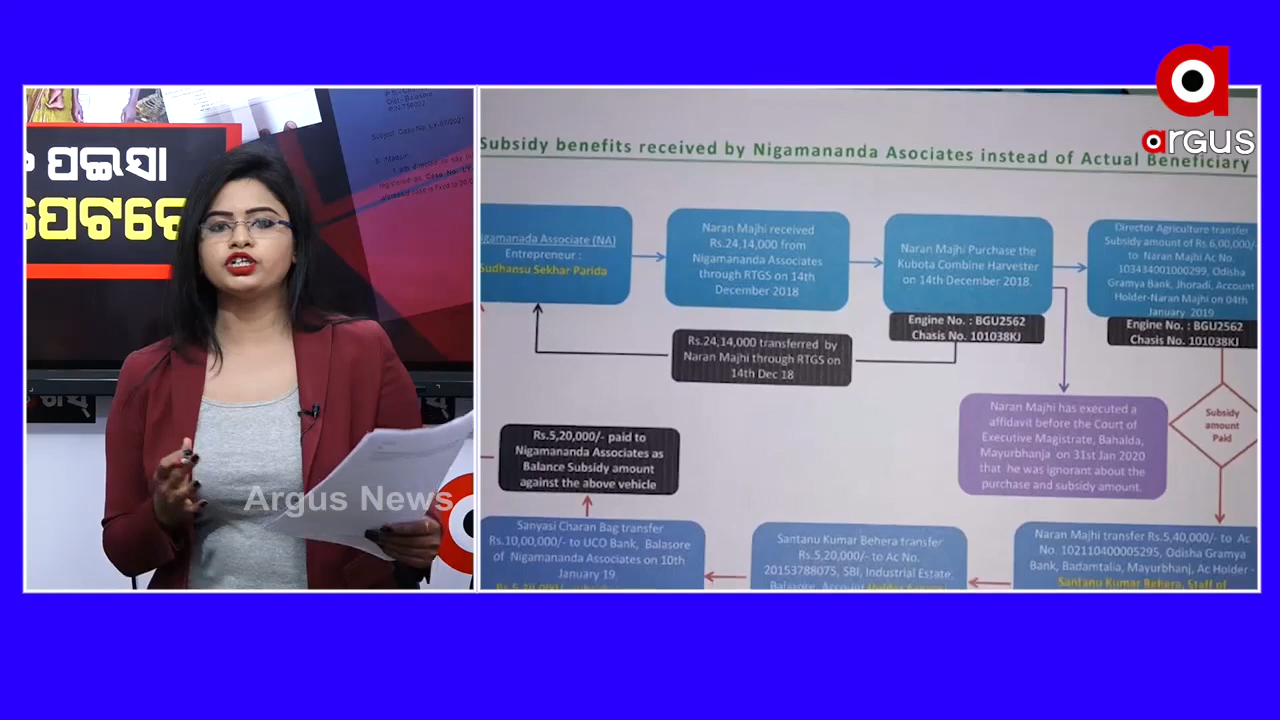 ପଇସା
ପେଟରେ
Argus News
argus
Subsidy benefits received by Nigamananda Asociates instead of Actual Beneficiary
Nigamananda Associate (NA)
Entrepreneur :
Sudhansu Sekhar Parida
Naran Majhi received
Rs.24,14,000 from
Nigamananda Associates
through RTGS on 14th
December 2018
Naran Majhi Purchase the
Kubota Combine Harvester
on 14th December 2018.
Engine No. : BGU2562
Chasis No. 101038KJ
Director Agriculture transfer
Subsidy amount of Rs.6,00,000/-
to Naran Majhi Ac No.
103434001000299, Odisha
Gramya Bank, Jhoradi, Account
Holder-Naran Majhi on 04th
January 2019
Engine No. : BGU2562
Chasis No. 101038KJ
Rs.24,14,000 transferred by
Naran Majhi through RTGS on
14th Dec 18
Naran Majhi has executed a
affidavit before the Court of
Executive Magistrate, Bahalda,
Mayurbhanja on 31st Jan 2020
that he was ignorant about the
purchase and subsidy amount.
Subsidy
amount
Paid
Rs.5,20,000/- paid to
Nigamananda Associates as
Balance Subsidy amount
against the above vehicle
Sanyasi Charan Bag transfer
Rs.10,00,000/- to UCO Bank, Balasore
of Nigamananda Associates on 10th
January 19
Santanu Kumar Behera transfer
Rs.5,20,000/- to Ac No.
20153788075, SBI, Industrial Estate,
Balasore, Account
Naran Majhi transfer Rs.5,40,000/- to Ac
No. 102110400005295, Odisha Gramya
Bank, Badamtalia, Mayurbhanj, Ac Holder -
Santanu Kumar Behera, Staff of